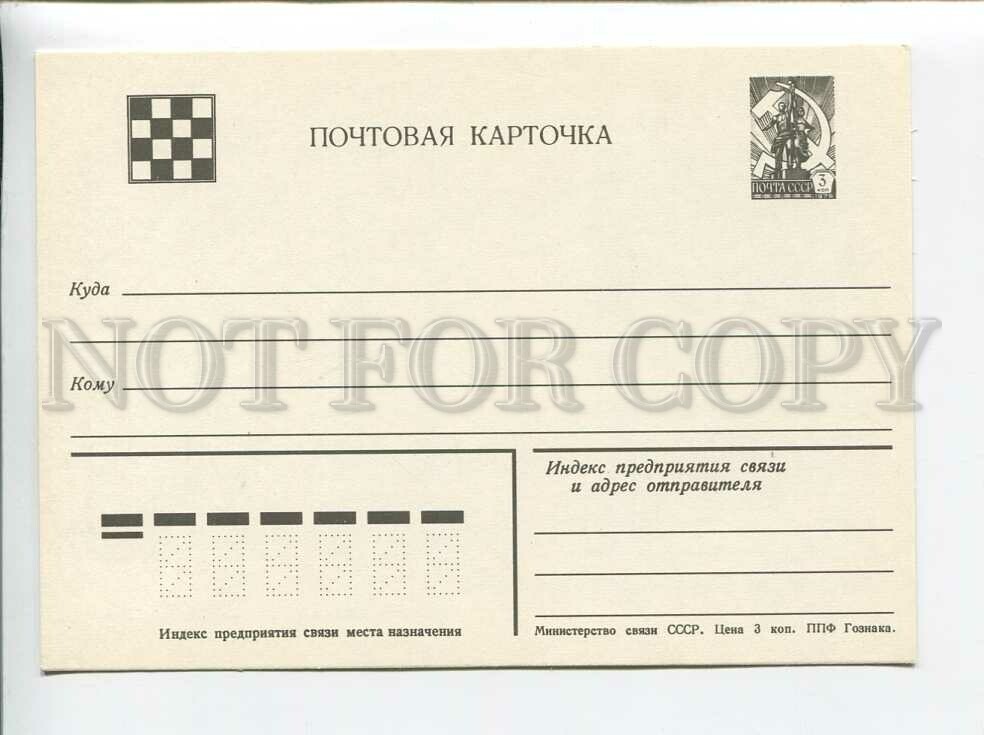 ПОЧТОВАЯ КАРТОЧКА
ПОЧТА СССР 3 КОП
Куда
NOT FOR COPY
Кому
Индекс предприятия связи
и адрес отправителя
Индекс предприятия связи места назначения
Министерство связи СССР. Цена 3 коп. ППФ Гознака.